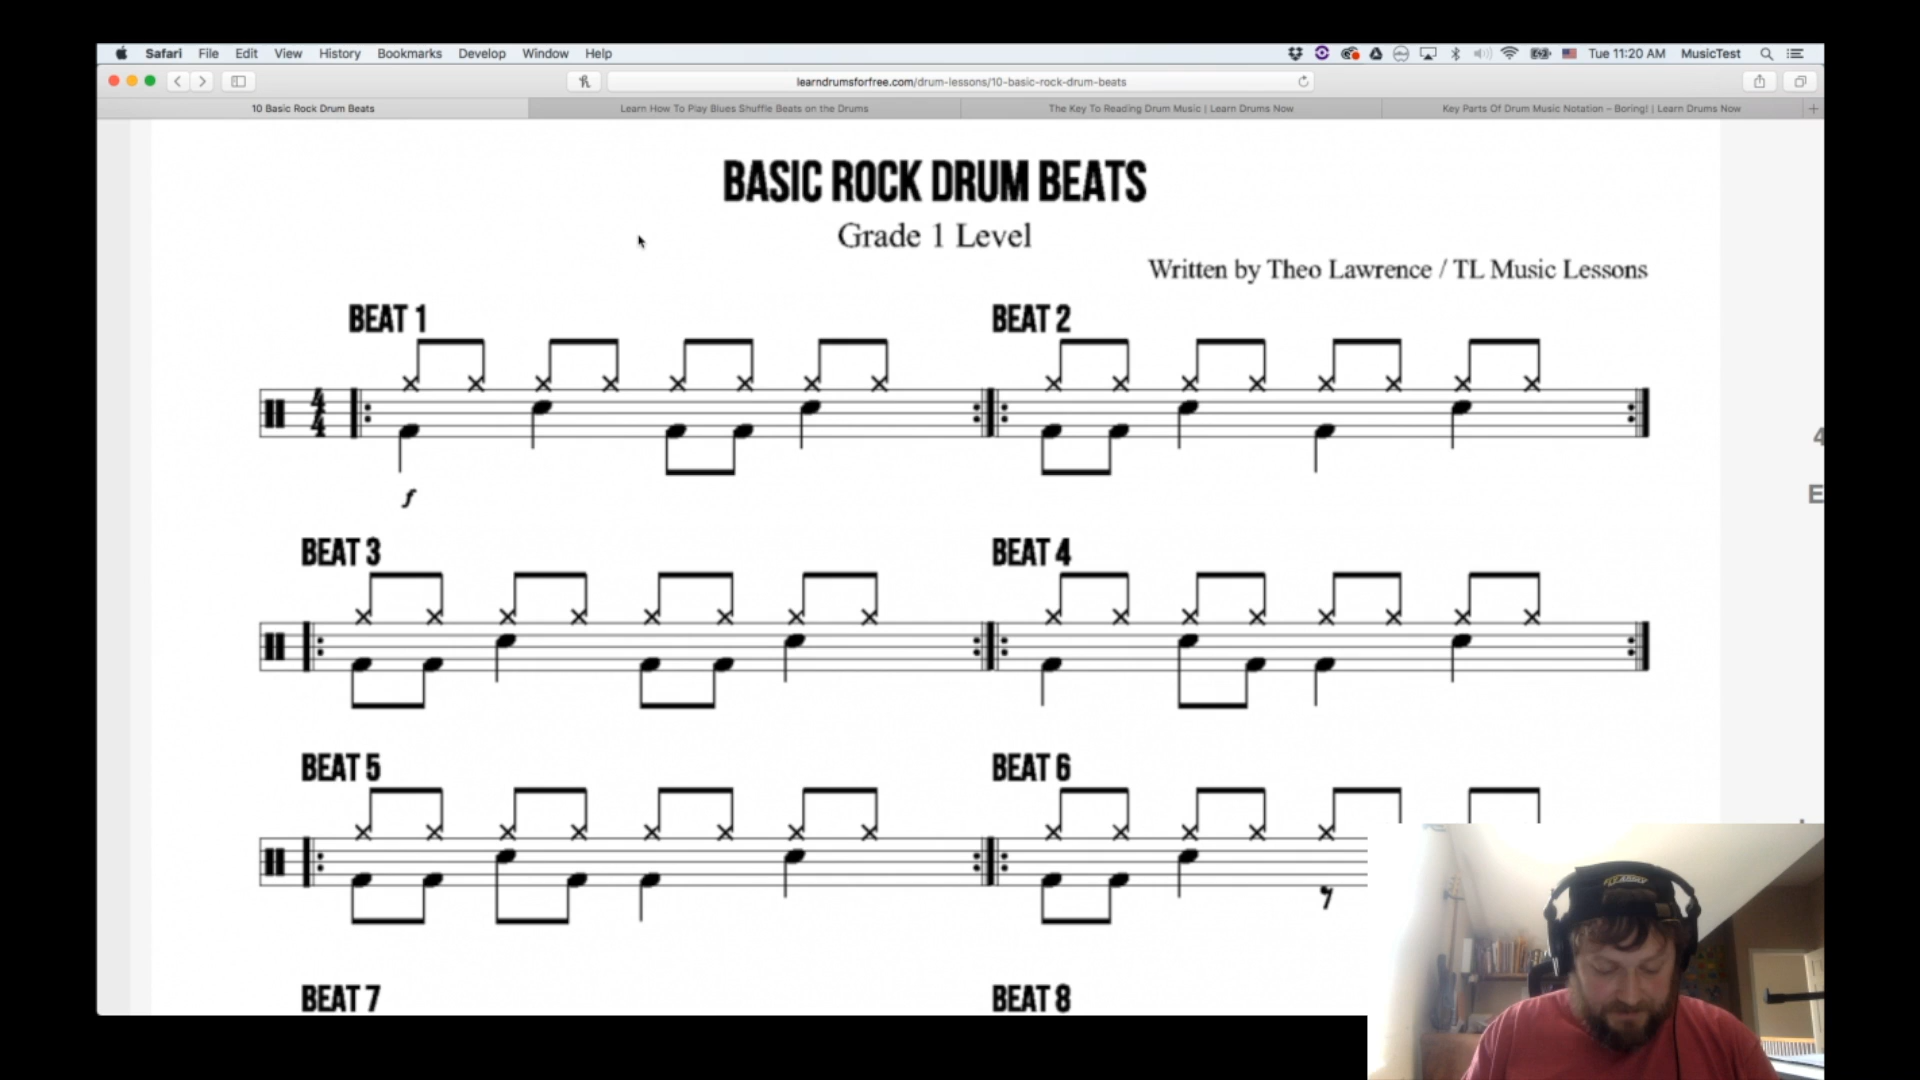 Safari File Edit View History Bookmarks Develop Window Help Tue 11:20 AM MusicTest
learndrumsforfree.com/drum-lessons/10-basic-rock-drum-beats
10 Basic Rock Drum Beats Learn How To Play Blues Shuffle Beats on the Drums The Key To Reading Drum Music | Learn Drums Now Key Parts Of Drum Music Notation – Boring! | Learn Drums Now
BASIC ROCK DRUM BEATS
Grade 1 Level
Written by Theo Lawrence / TL Music Lessons
BEAT 1 BEAT 2
4
4
f
4
E
BEAT 3 BEAT 4
BEAT 5 BEAT 6
BEAT 7 BEAT 8